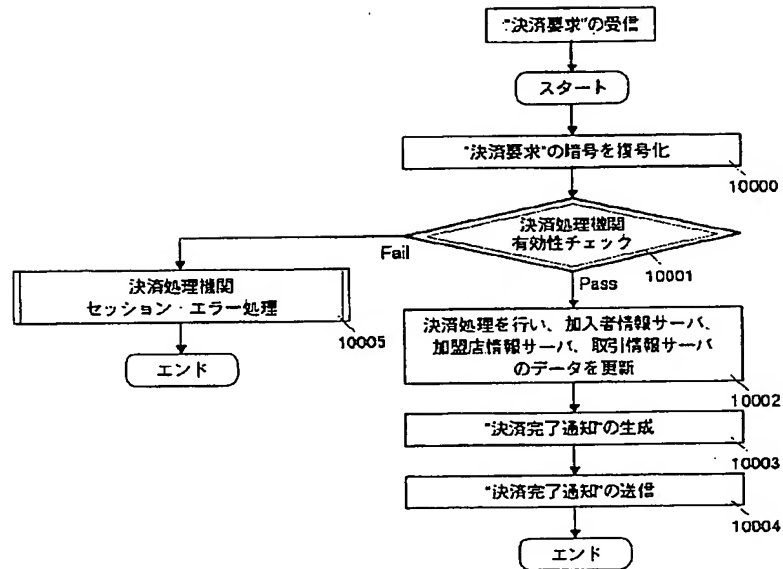 "決済要求"の受信
スタート
"決済要求"の暗号を復号化
10000
決済処理機関
有効性チェック
10001
Fail
Pass
決済処理機関
セッション・エラー処理
10005
エンド
決済処理を行い、加入者情報サーバ、
加盟店情報サーバ、取引情報サーバ
のデータを更新
10002
"決済完了通知"の生成
10003
"決済完了通知"の送信
10004
エンド